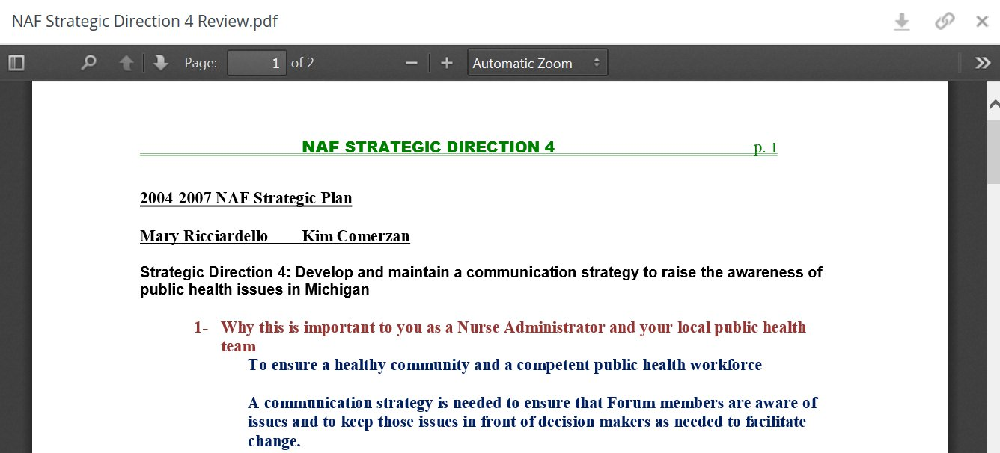 NAF Strategic Direction 4 Review.pdf
Page: 1 of 2 Automatic Zoom
NAF STRATEGIC DIRECTION 4 p. 1
2004-2007 NAF Strategic Plan
Mary Ricciardello Kim Comerzan
Strategic Direction 4: Develop and maintain a communication strategy to raise the awareness of
public health issues in Michigan
1- Why this is important to you as a Nurse Administrator and your local public health
team
To ensure a healthy community and a competent public health workforce
A communication strategy is needed to ensure that Forum members are aware of
issues and to keep those issues in front of decision makers as needed to facilitate
change.